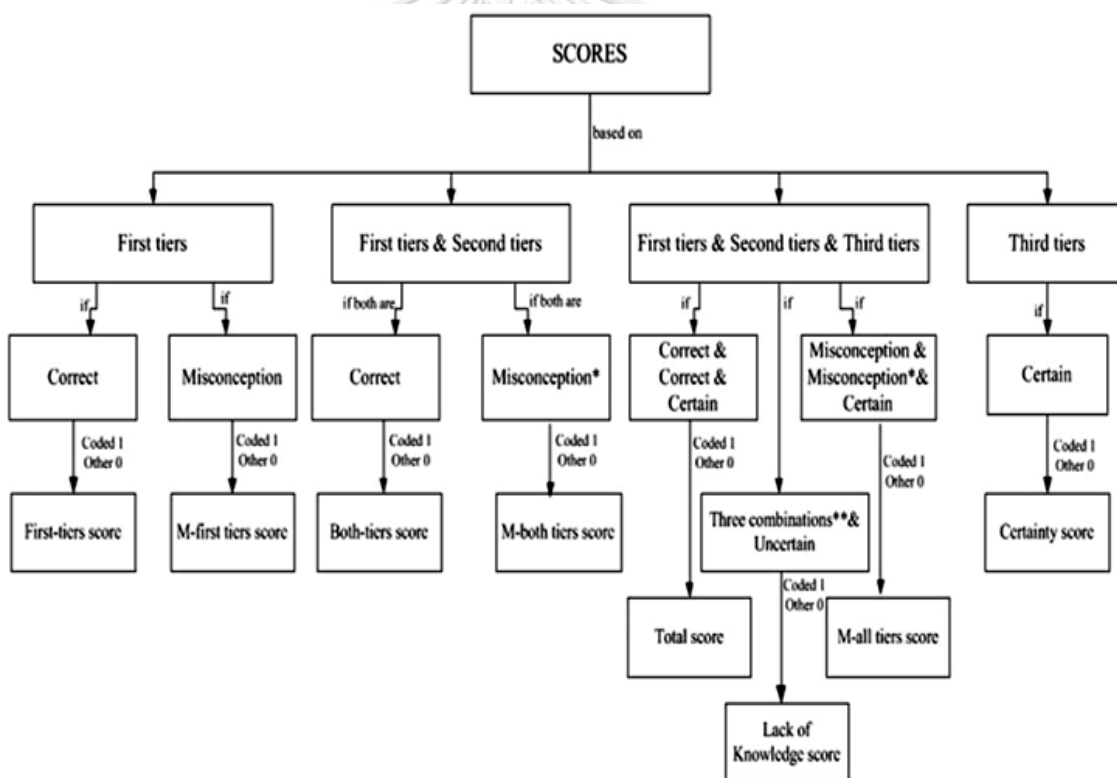 SCORES
based on
First tiers
First tiers & Second tiers
First tiers & Second tiers & Third tiers
Third tiers
if
if
if both are
if both are
if
if
if
if
Correct
Misconception
Correct
Misconception*
Correct &
Correct &
Certain
Misconception &
Misconception*&
Certain
Certain
Coded 1
Other 0
Coded 1
Other 0
Coded 1
Other 0
Coded 1
Other 0
Coded 1
Other 0
Coded 1
Other 0
Coded 1
Other 0
First-tiers score
M-first tiers score
Both-tiers score
M-both tiers score
Three combinations**&
Uncertain
Certainty score
Coded 1
Other 0
Total score
M-all tiers score
Lack of
Knowledge score